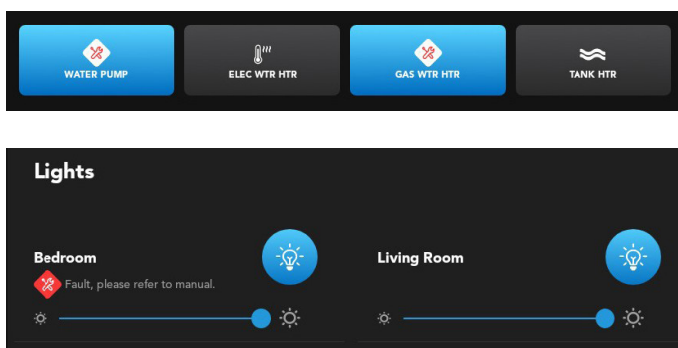 WATER PUMP
ELEC WTR HTR
GAS WTR HTR
TANK HTR
Lights
Bedroom
Fault, please refer to manual.
Living Room